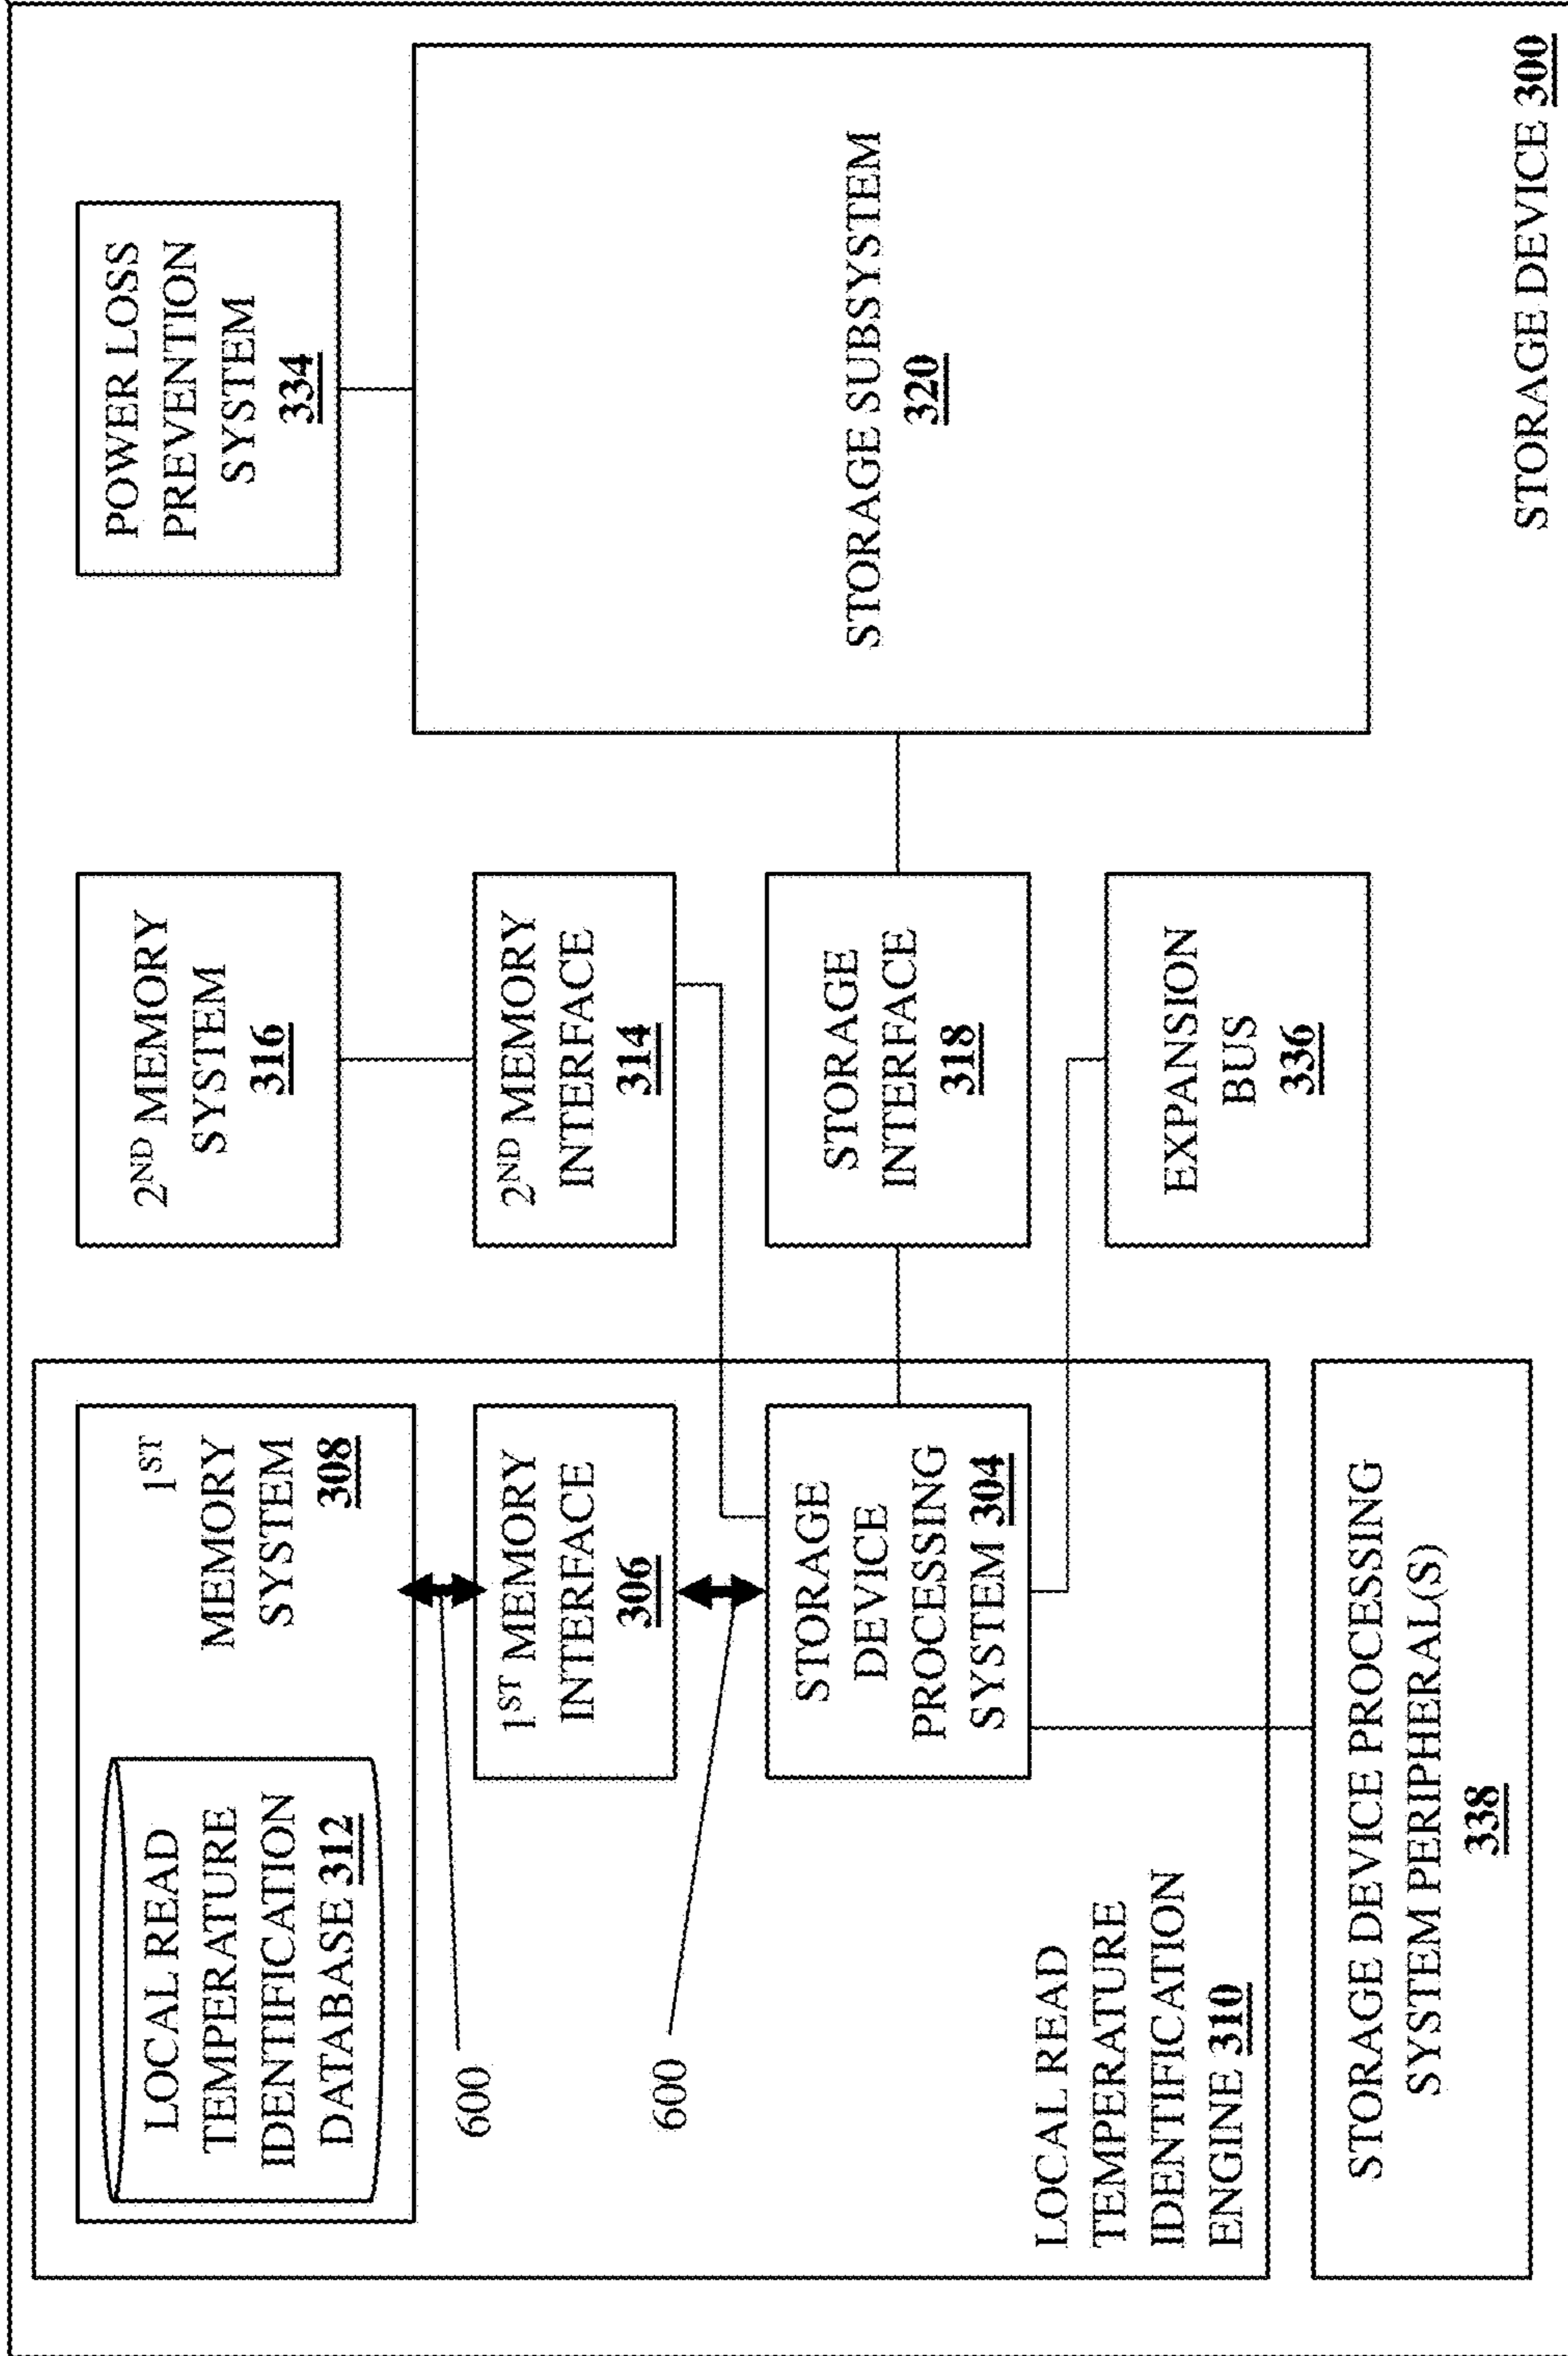 LOCAL READ
TEMPERATURE
IDENTIFICATION
DATABASE 312
1ST
MEMORY
SYSTEM
308
600
1ST MEMORY
INTERFACE
306
600
STORAGE
DEVICE
PROCESSING
SYSTEM 304
LOCAL READ
TEMPERATURE
IDENTIFICATION
ENGINE 310
STORAGE DEVICE PROCESSING
SYSTEM PERIPHERAL(S)
338
2ND MEMORY
SYSTEM
316
2ND MEMORY
INTERFACE
314
STORAGE
INTERFACE
318
EXPANSION
BUS
336
POWER LOSS
PREVENTION
SYSTEM
334
STORAGE SUBSYSTEM
320
STORAGE DEVICE 300